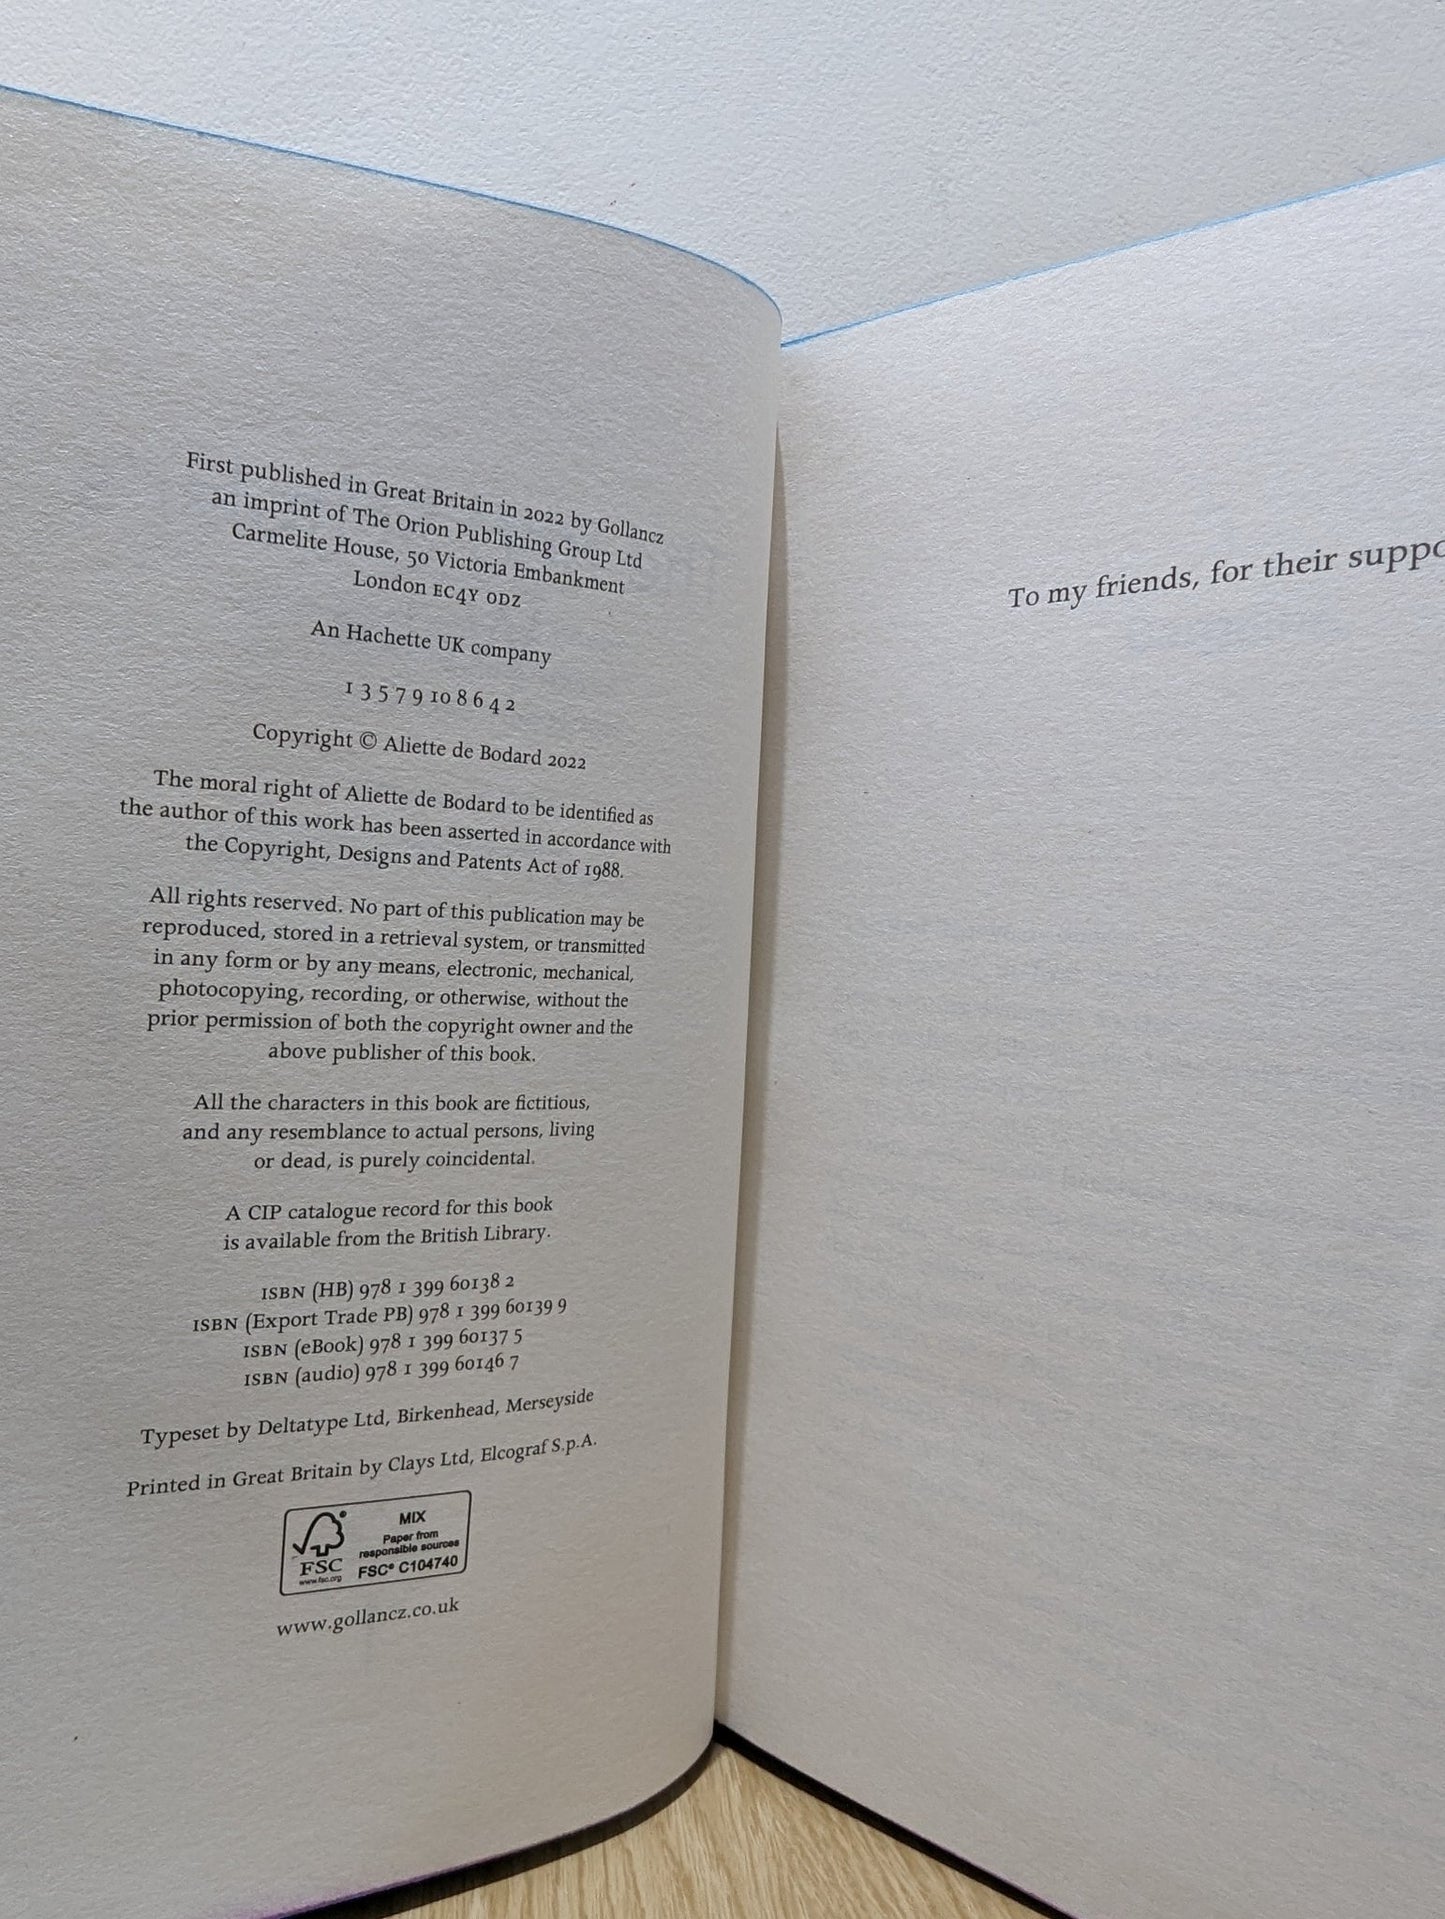 First published in Great Britain in 2022 by Gollancz
an imprint of The Orion Publishing Group Ltd
Carmelite House, 50 Victoria Embankment
London EC4Y 0DZ
An Hachette UK company
1 3 5 7 9 10 8 6 4 2
Copyright © Aliette de Bodard 2022
The moral right of Aliette de Bodard to be identified as
the author of this work has been asserted in accordance with
the Copyright, Designs and Patents Act of 1988.
All rights reserved. No part of this publication may be
reproduced, stored in a retrieval system, or transmitted
in any form or by any means, electronic, mechanical,
photocopying, recording, or otherwise, without the
prior permission of both the copyright owner and the
above publisher of this book.
All the characters in this book are fictitious,
and any resemblance to actual persons, living
or dead, is purely coincidental.
A CIP catalogue record for this book
is available from the British Library.
ISBN (HB) 978 1 399 60138 2
ISBN (Export Trade PB) 978 1 399 60139 9
ISBN (eBook) 978 1 399 60137 5
ISBN (audio) 978 1 399 60146 7
Typeset by Deltatype Ltd, Birkenhead, Merseyside
Printed in Great Britain by Clays Ltd, Elcograf S.p.A.
FSC
www.fsc.org
MIX
Paper from
responsible sources
FSC® C104740
www.gollancz.co.uk
To my friends, for their suppo